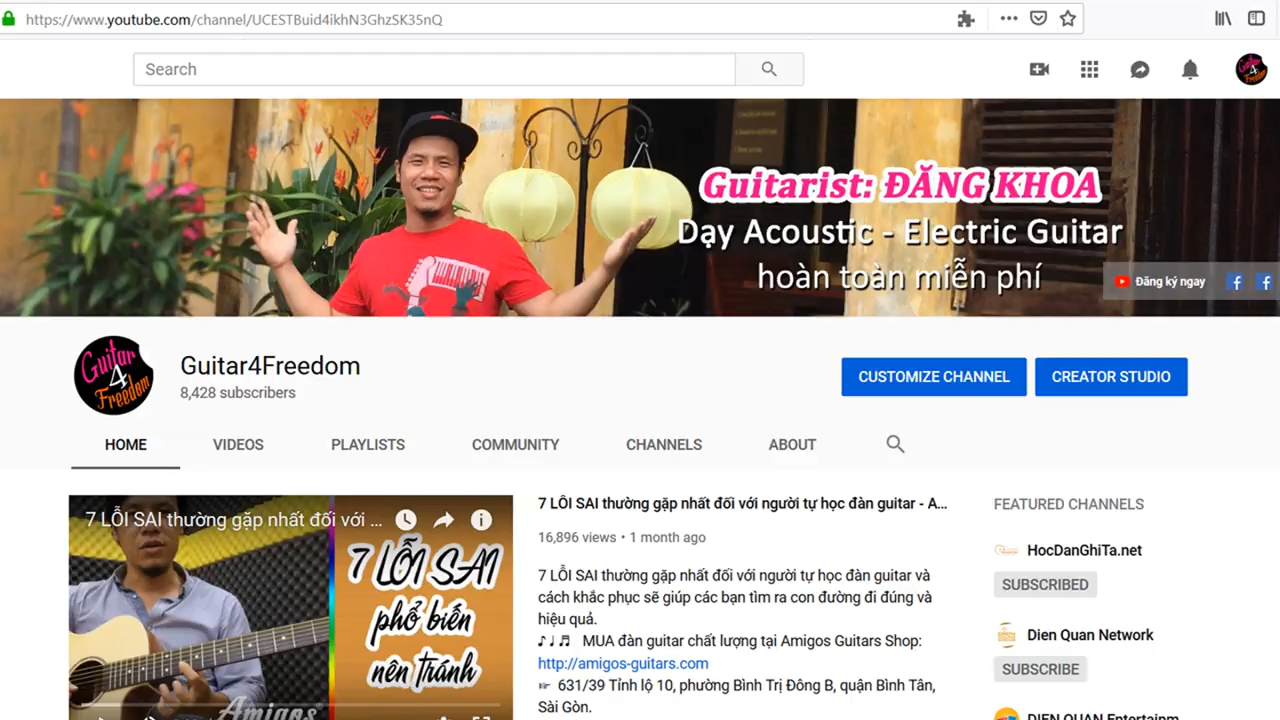 https://www.youtube.com/channel/UCESTBuid4ikhN3GhzSK35nQ
Search
Guitarist: ĐĂNG KHOA
Dạy Acoustic - Electric Guitar
hoàn toàn miễn phí
Đăng ký ngay
Guitar 4 Freedom
Guitar4Freedom
8,428 subscribers
CUSTOMIZE CHANNEL
CREATOR STUDIO
HOME VIDEOS PLAYLISTS COMMUNITY CHANNELS ABOUT
7 LỖI SAI thường gặp nhất đối với ...
7 LỖI SAI
phổ biến
nên tránh
Amigos
7 LỖI SAI thường gặp nhất đối với người tự học đàn guitar - A...
16,896 views • 1 month ago
7 LỖI SAI thường gặp nhất đối với người tự học đàn guitar và
cách khắc phục sẽ giúp các bạn tìm ra con đường đi đúng và
hiệu quả.
♪♩♬ MUA đàn guitar chất lượng tại Amigos Guitars Shop:
http://amigos-guitars.com
☞ 631/39 Tỉnh lộ 10, phường Bình Trị Đông B, quận Bình Tân,
Sài Gòn.
FEATURED CHANNELS
HocDanGhiTa.net
SUBSCRIBED
Dien Quan Network
SUBSCRIBE
DIEN QUAN Entertainm